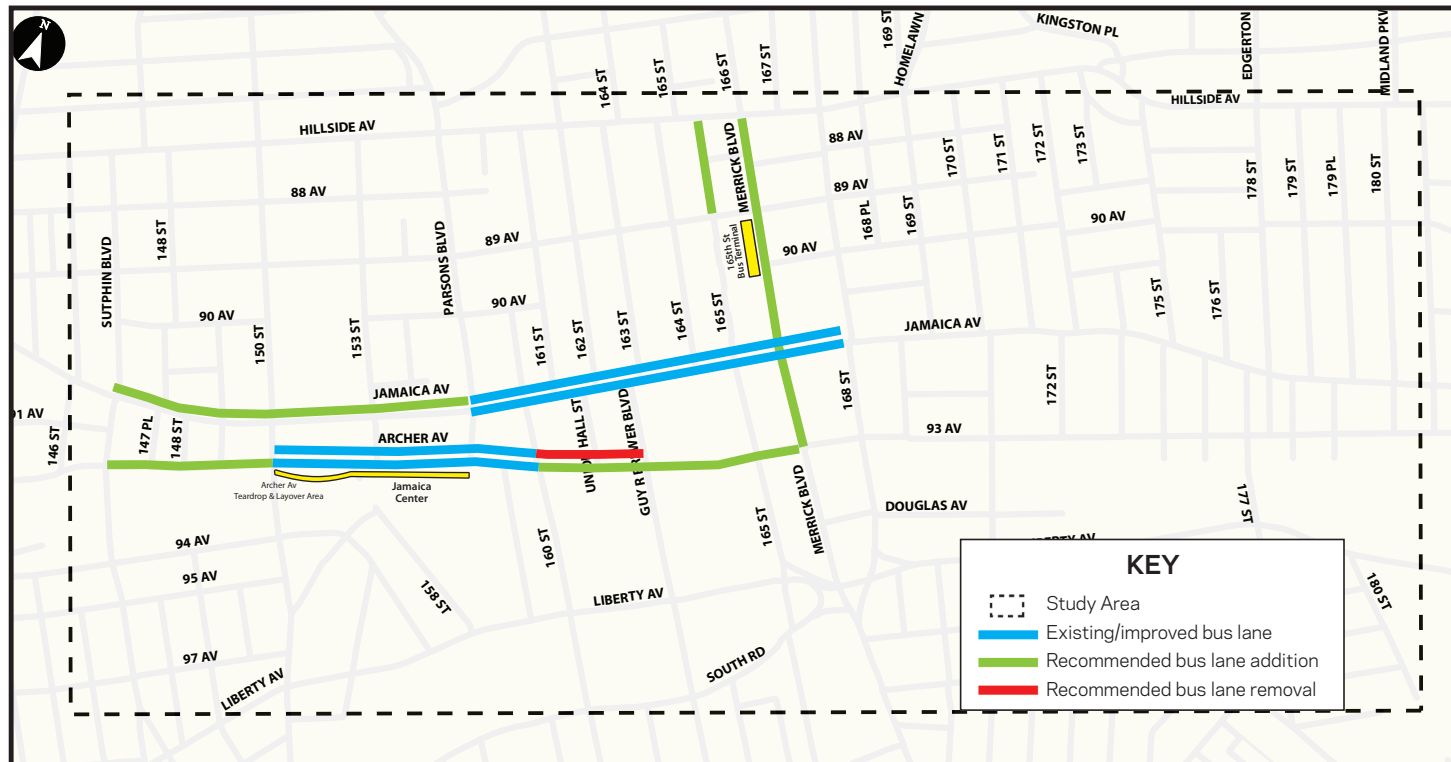 N
KINGSTON PL
169 ST
HOMELAWN
EDGERTON
164 ST
165 ST
166 ST
167 ST
HILLSIDE AV
HILLSIDE AV
MERRICK BLVD
88 AV
170 ST
171 ST
172 ST
173 ST
178 ST
179 ST
179 PL
180 ST
88 AV
89 AV
168 PL
169 ST
90 AV
SUTPHIN BLVD
148 ST
PARSONS BLVD
89 AV
165th St
Bus Terminal
90 AV
90 AV
150 ST
153 ST
90 AV
161 ST
162 ST
163 ST
164 ST
165 ST
JAMAICA AV
175 ST
176 ST
JAMAICA AV
168 ST
172 ST
146 ST
147 PL
148 ST
ARCHER AV
HALL ST
93 AV
Archer Av
Teardrop & Layover Area
Jamaica
Center
160 ST
165 ST
MERRICK BLVD
DOUGLAS AV
177 ST
94 AV
95 AV
158 ST
LIBERTY AV
180 ST
97 AV
LIBERTY AV
SOUTH RD
KEY
Study Area
Existing/improved bus lane
Recommended bus lane addition
Recommended bus lane removal